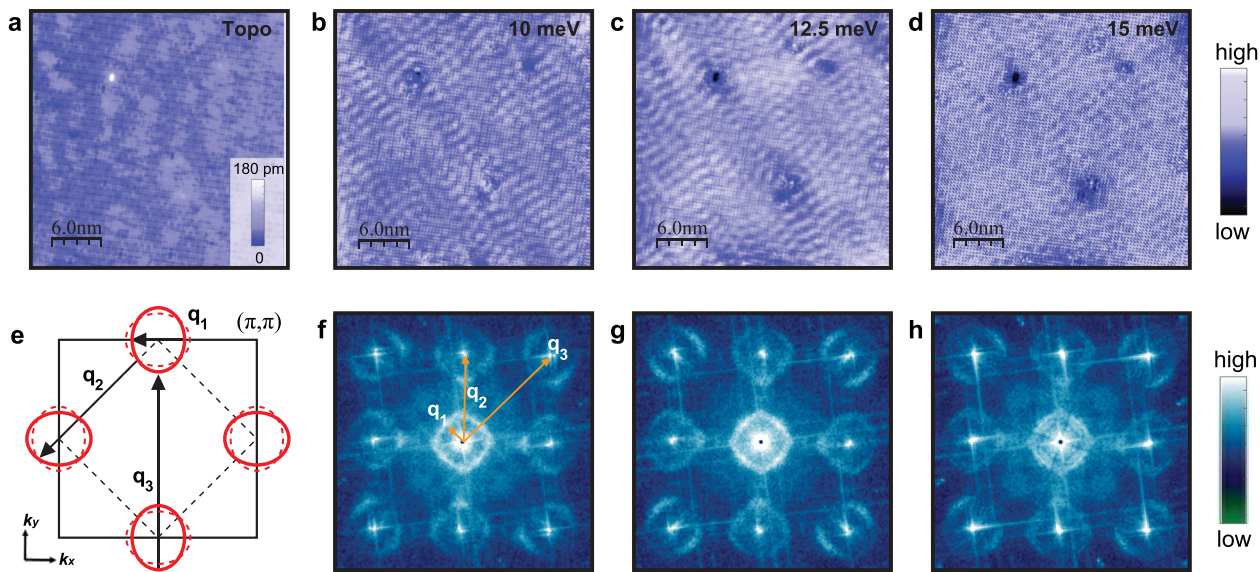 a
Topo
180 pm
0
6.0nm
b
10 meV
6.0nm
c
12.5 meV
6.0nm
d
15 meV
6.0nm
high
low
e
q1
(π,π)
q2
q3
ky
kx
f
q3
q2
q1
g
h
high
low